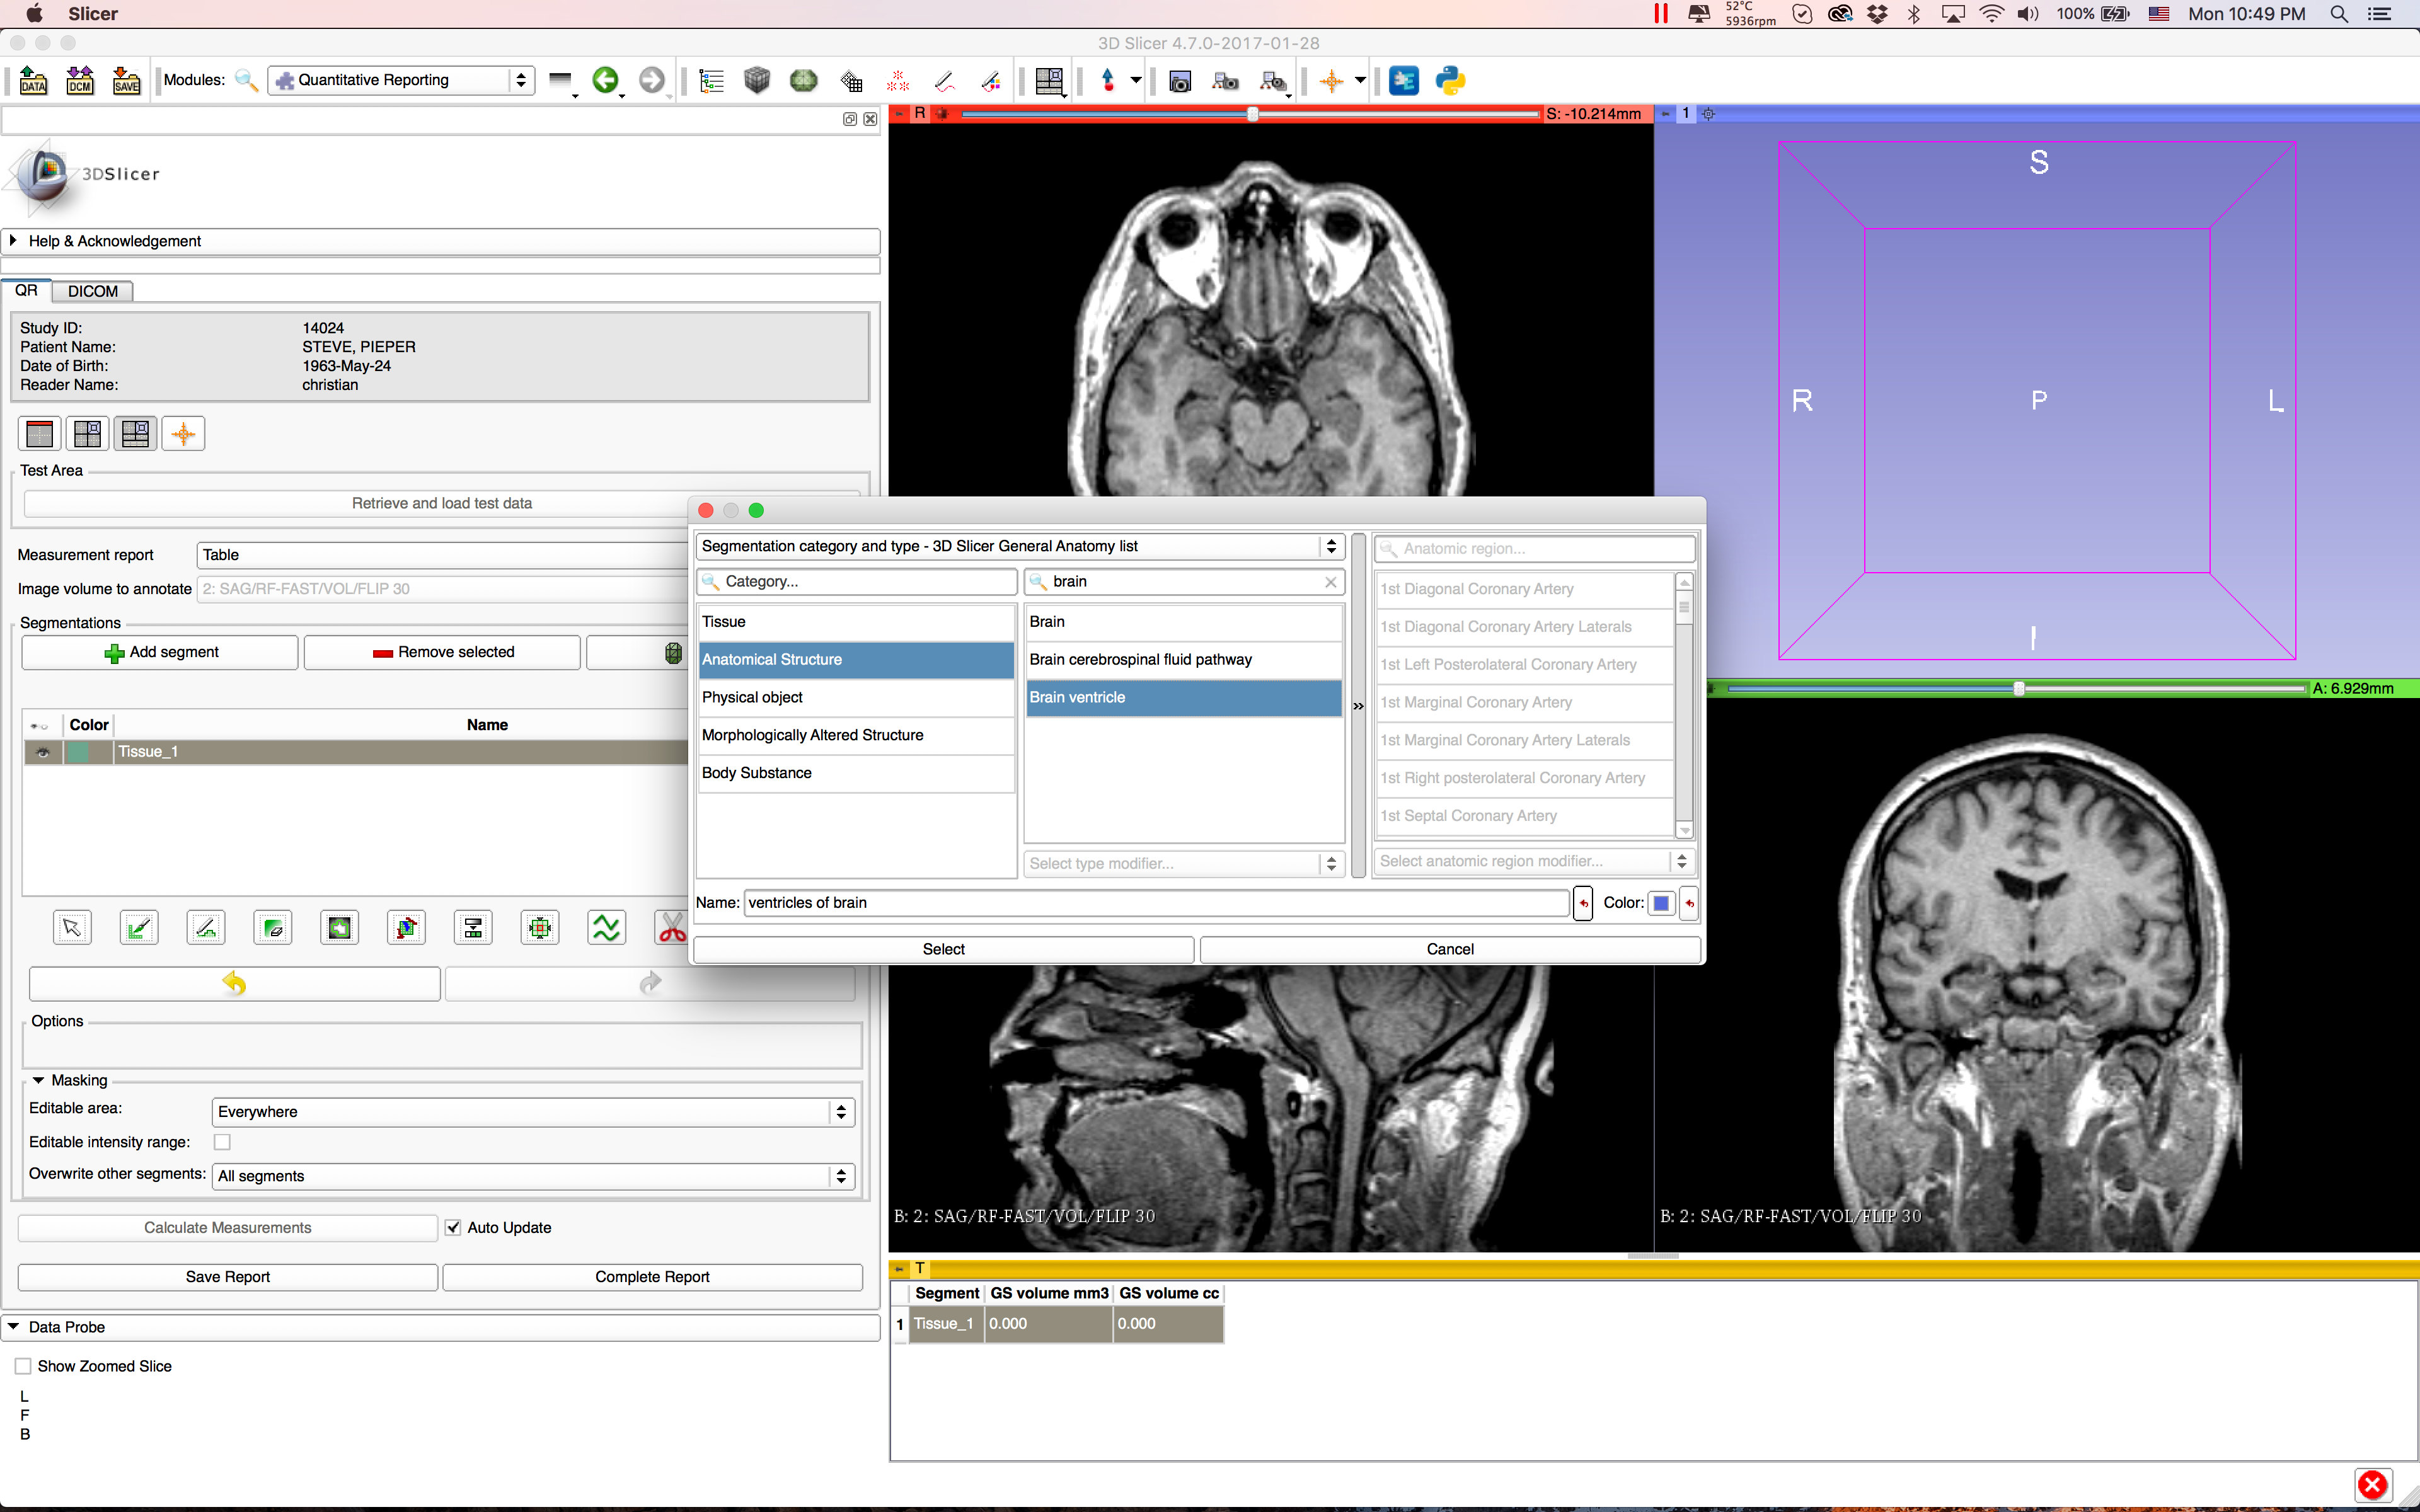 Slicer
52°C
5936rpm
100%
Mon 10:49 PM
3D Slicer 4.7.0-2017-01-28
DATA
DCM
SAVE
Modules:
Quantitative Reporting
R
S: -10.214mm
1
3DSlicer
Help & Acknowledgement
QR
DICOM
Study ID: 14024
Patient Name: STEVE, PIEPER
Date of Birth: 1963-May-24
Reader Name: christian
Test Area
Retrieve and load test data
Measurement report
Table
Image volume to annotate
2: SAG/RF-FAST/VOL/FLIP 30
Segmentations
Add segment
Remove selected
Color
Name
Tissue_1
Options
Masking
Editable area:
Everywhere
Editable intensity range:
Overwrite other segments:
All segments
Calculate Measurements
Auto Update
Save Report
Complete Report
Data Probe
Show Zoomed Slice
L
F
B
Segmentation category and type - 3D Slicer General Anatomy list
Category...
brain
Tissue
Anatomical Structure
Physical object
Morphologically Altered Structure
Body Substance
Brain
Brain cerebrospinal fluid pathway
Brain ventricle
Select type modifier...
»
Anatomic region...
1st Diagonal Coronary Artery
1st Diagonal Coronary Artery Laterals
1st Left Posterolateral Coronary Artery
1st Marginal Coronary Artery
1st Marginal Coronary Artery Laterals
1st Right posterolateral Coronary Artery
1st Septal Coronary Artery
Select anatomic region modifier...
Name:
ventricles of brain
Color:
Select
Cancel
S
R
P
L
I
A: 6.929mm
B: 2: SAG/RF-FAST/VOL/FLIP 30
B: 2: SAG/RF-FAST/VOL/FLIP 30
T
Segment GS volume mm3 GS volume cc
1 Tissue_1 0.000 0.000